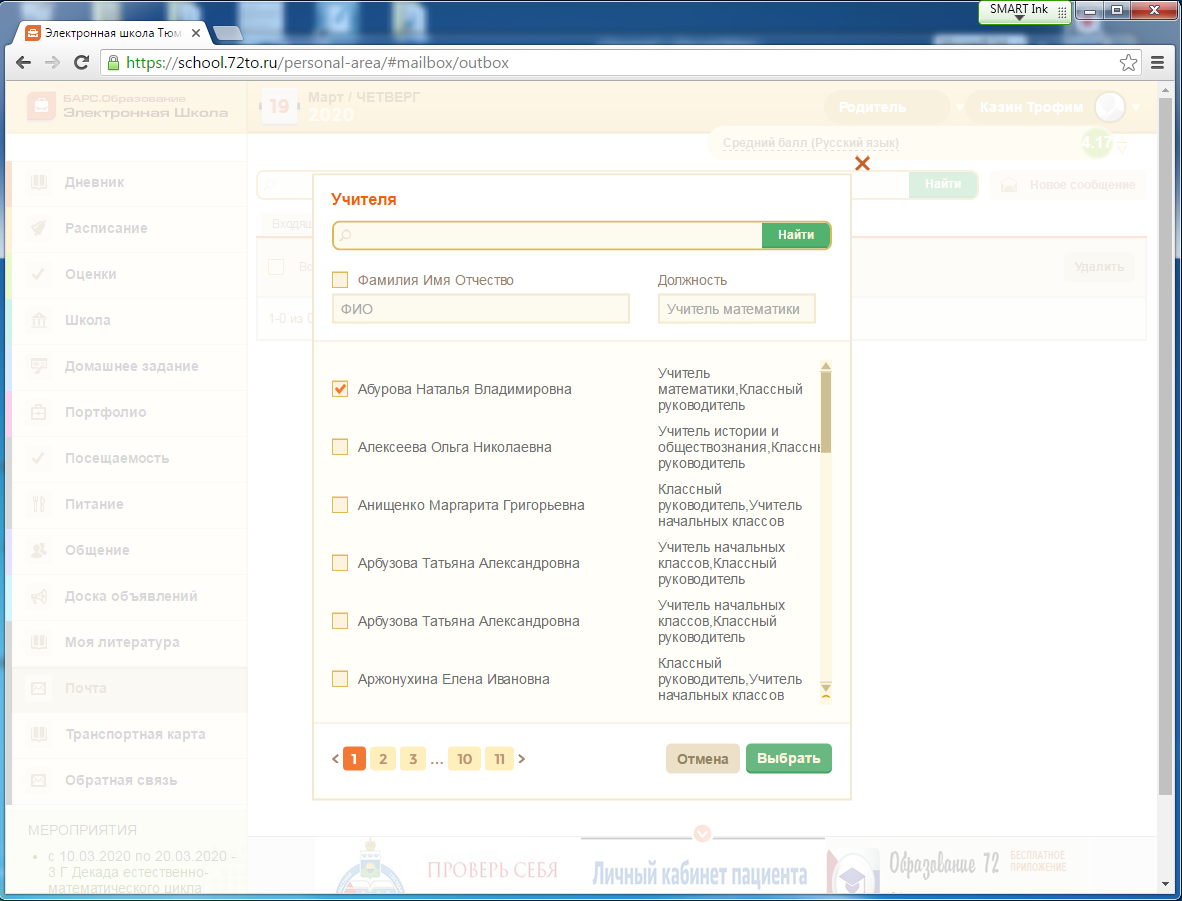 SMART Ink
Электронная школа Тюм
https://school.72to.ru/personal-area/#mailbox/outbox
БАРС.Образование
Электронная Школа
19
Март / ЧЕТВЕРГ
2020
Родитель
Казин Трофим
Средний балл (Русский язык)
4.17
Дневник
Расписание
Оценки
Школа
Домашнее задание
Портфолио
Посещаемость
Питание
Общение
Доска объявлений
Моя литература
Почта
Транспортная карта
Обратная связь
МЕРОПРИЯТИЯ
• с 10.03.2020 по 20.03.2020 -
3 Г Декада естественно-
математического цикла
Найти
Новое сообщение
Входящ
Вс
Удалить
1-0 из 0
Учителя
Найти
Фамилия Имя Отчество
Должность
ФИО
Учитель математики
Абурова Наталья Владимировна
Учитель
математики,Классный
руководитель
Алексеева Ольга Николаевна
Учитель истории и
обществознания,Классны
руководитель
Анищенко Маргарита Григорьевна
Классный
руководитель,Учитель
начальных классов
Арбузова Татьяна Александровна
Учитель начальных
классов,Классный
руководитель
Арбузова Татьяна Александровна
Учитель начальных
классов,Классный
руководитель
Аржонухина Елена Ивановна
Классный
руководитель,Учитель
начальных классов
< 1 2 3 ... 10 11 >
Отмена
Выбрать
ПРОВЕРЬ СЕБЯ
Личный кабинет пациента
Образование 72
БЕСПЛАТНОЕ
ПРИЛОЖЕНИЕ